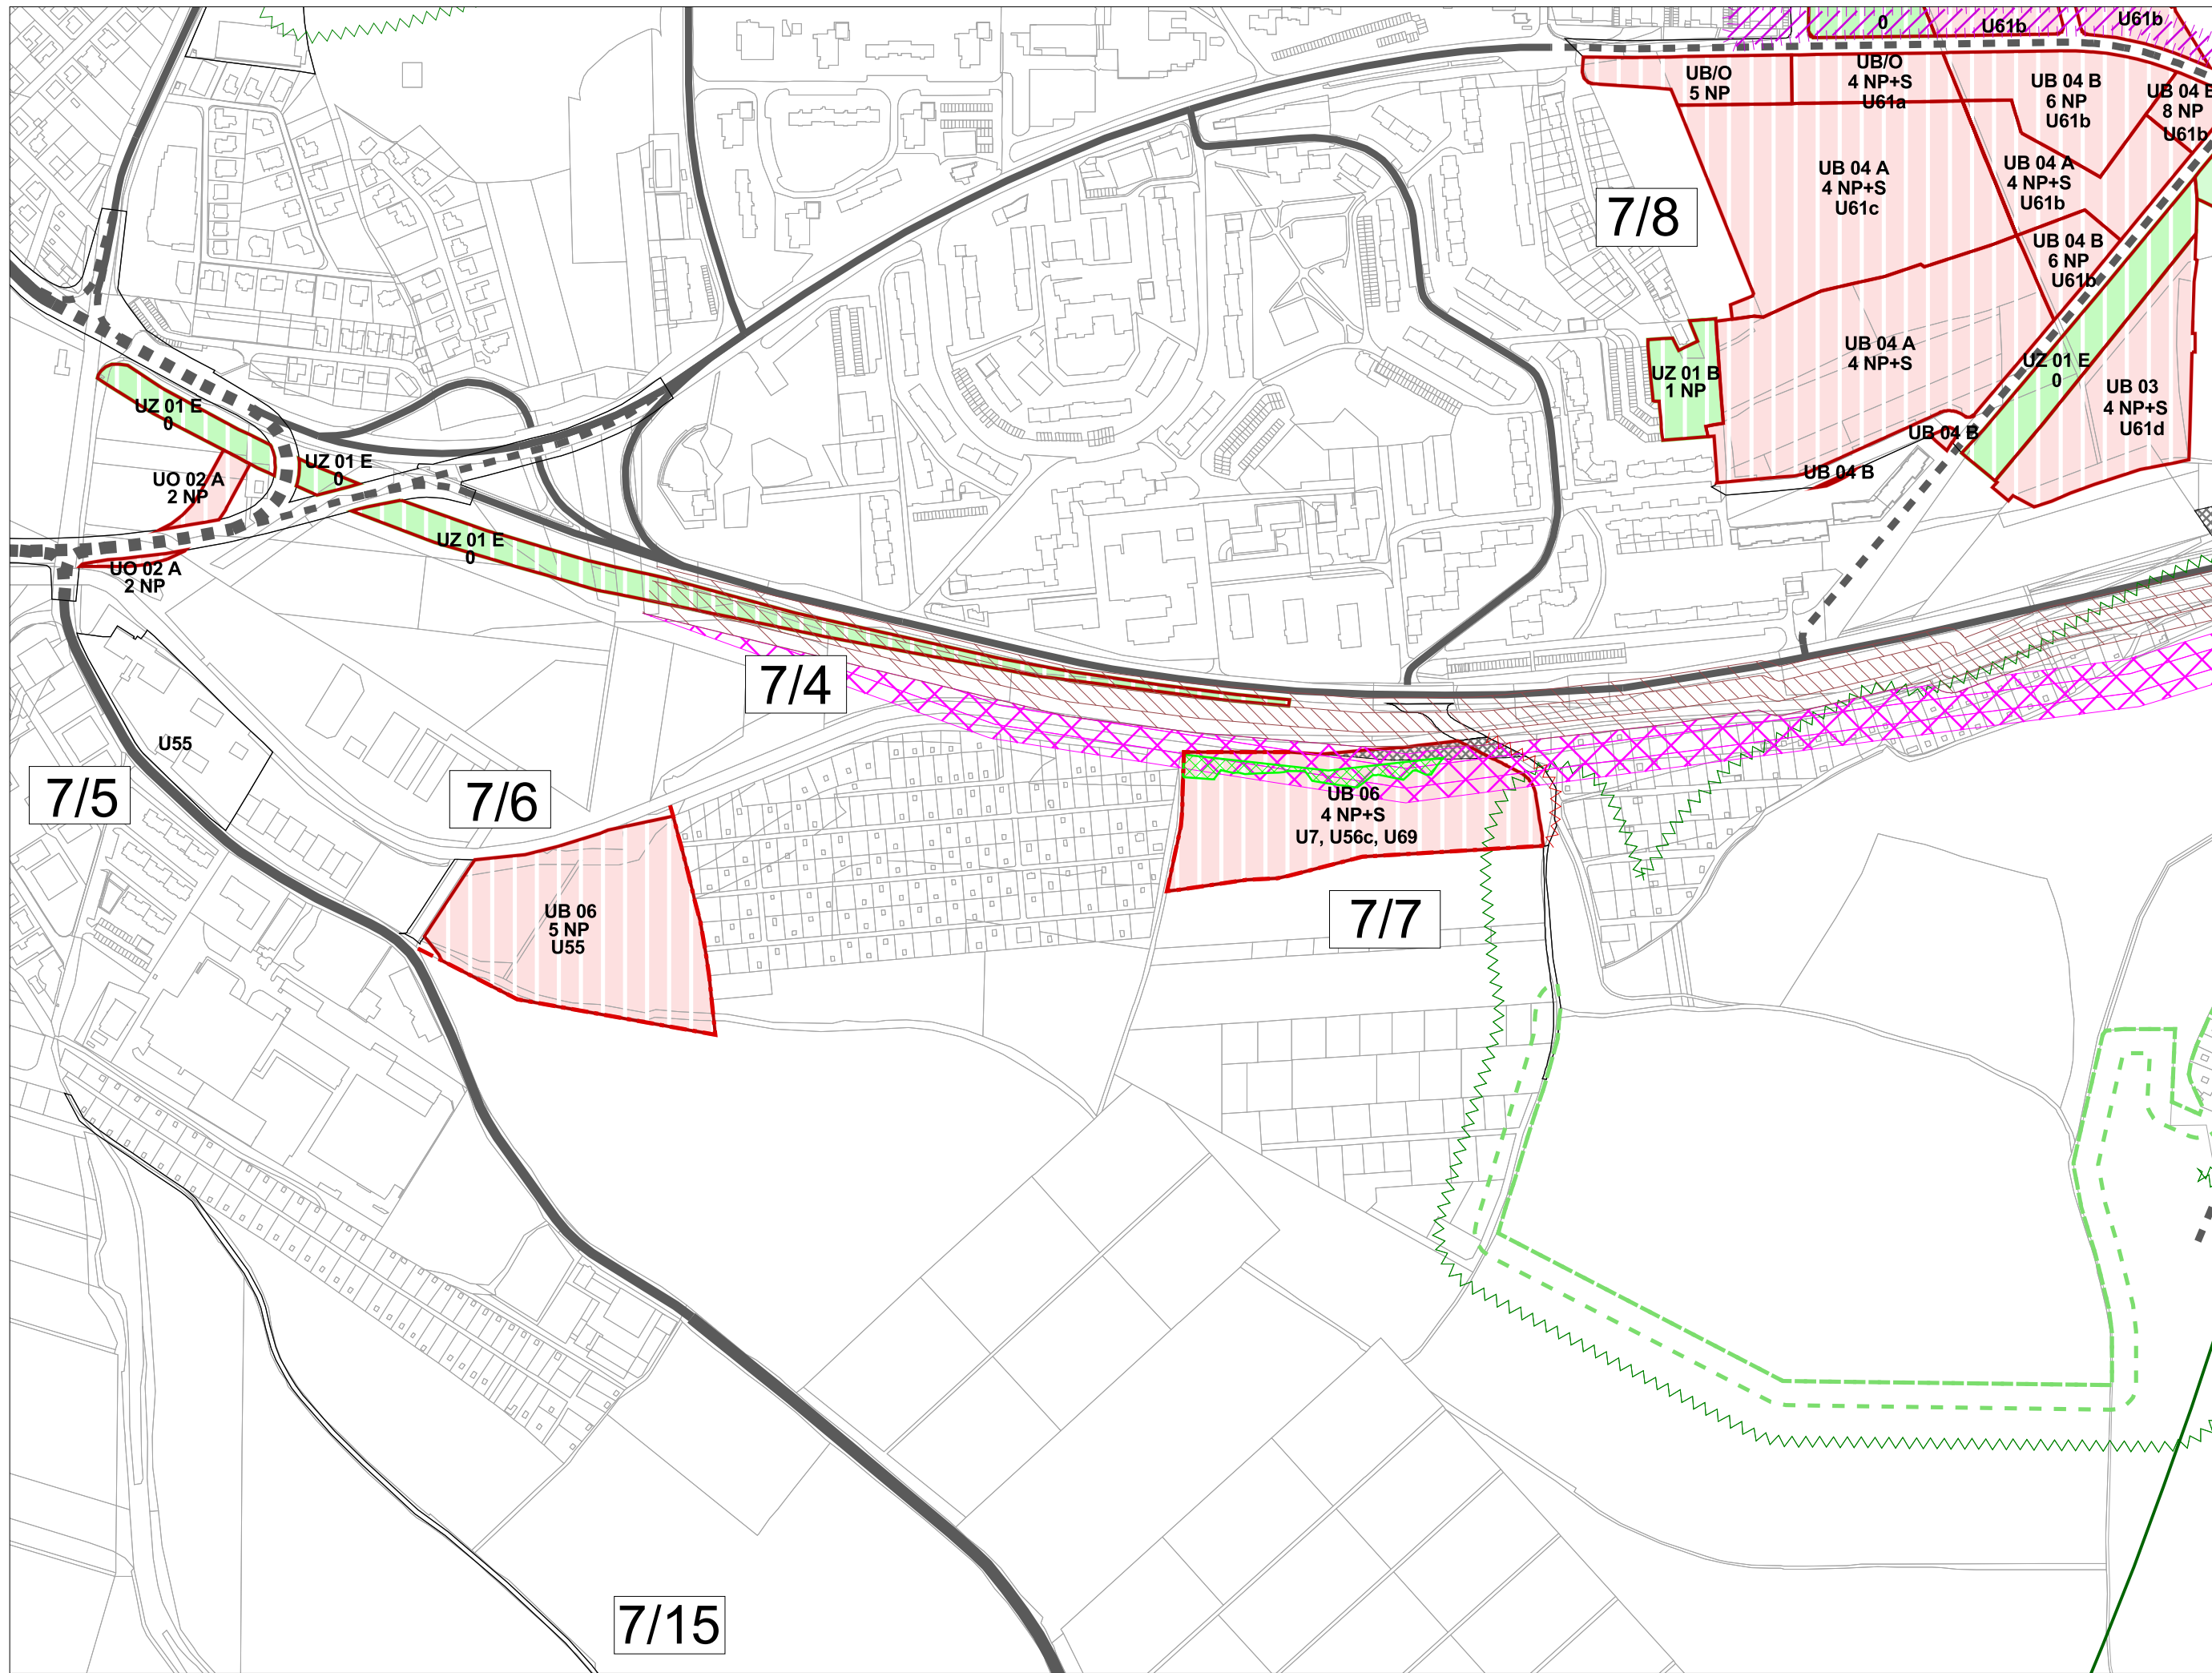 0
U61b
U61b
UB/O
5 NP
UB/O
4 NP+S
U61a
UB 04 B
6 NP
U61b
UB 04 B
8 NP
U61b
7/8
UB 04 A
4 NP+S
U61c
UB 04 A
4 NP+S
U61b
UB 04 B
6 NP
U61b
UB 04 A
4 NP+S
UZ 01 B
1 NP
UZ 01 E
0
UB 03
4 NP+S
U61d
UB 04 B
UB 04 B
UZ 01 E
0
UZ 01 E
0
UO 02 A
2 NP
UZ 01 E
0
UO 02 A
2 NP
7/4
U55
7/5
7/6
UB 06
4 NP+S
U7, U56c, U69
7/7
UB 06
5 NP
U55
7/15